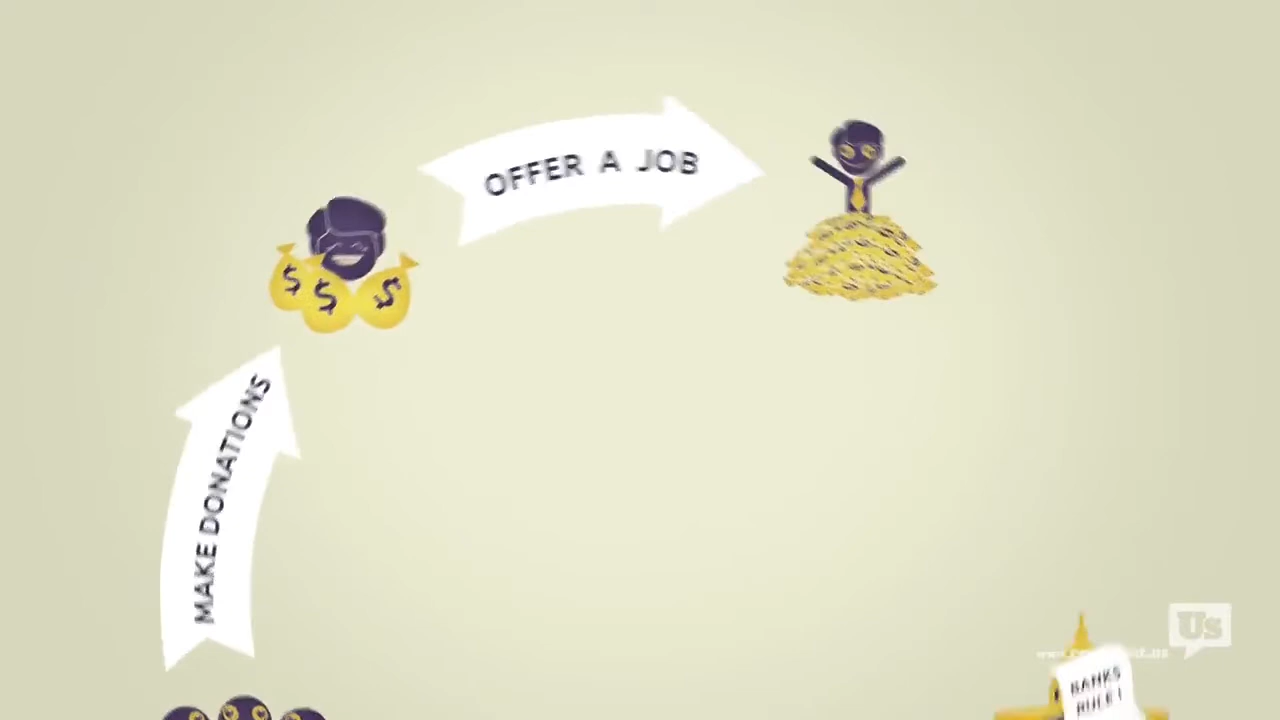 OFFER A JOB
$ $ $
MAKE DONATIONS
Us
BANKS
RULE!